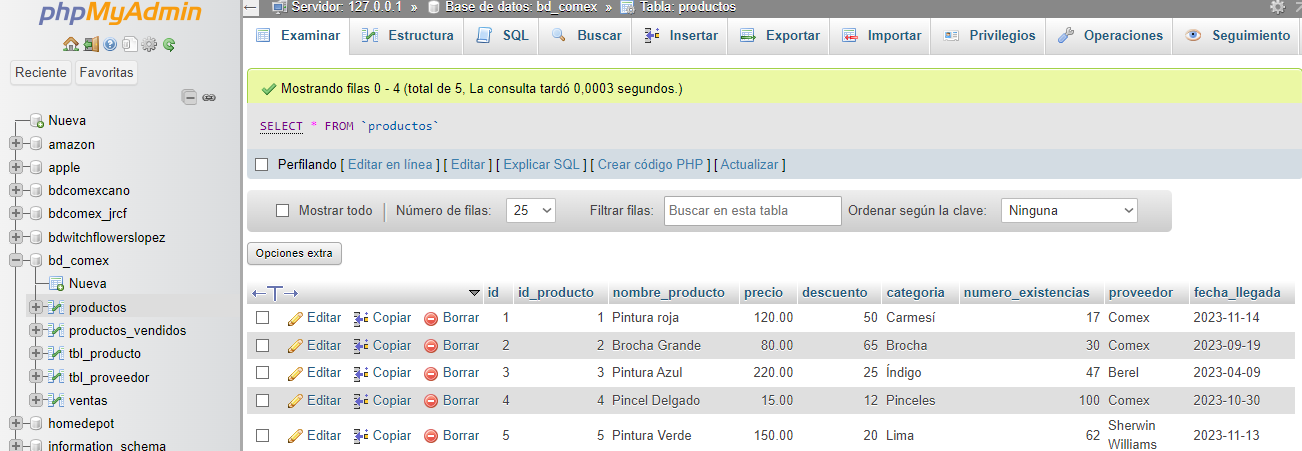 phpMyAdmin
Reciente Favoritas
Nueva
amazon
apple
bdcomexcano
bdcomex_jrcf
bdwitchflowerslopez
bd_comex
Nueva
productos
productos_vendidos
tbl_producto
tbl_proveedor
ventas
homedepot
information_schema
Servidor: 127.0.0.1 » Base de datos: bd_comex » Tabla: productos
Examinar Estructura SQL Buscar Insertar Exportar Importar Privilegios Operaciones Seguimiento
Mostrando filas 0 - 4 (total de 5, La consulta tardó 0,0003 segundos.)
SELECT * FROM `productos`
Perfilando [ Editar en línea ] [ Editar ] [ Explicar SQL ] [ Crear código PHP ] [ Actualizar ]
Mostrar todo Número de filas: 25 Filtrar filas: Buscar en esta tabla Ordenar según la clave: Ninguna
Opciones extra
←T→ id id_producto nombre_producto precio descuento categoria numero_existencias proveedor fecha_llegada
Editar Copiar Borrar 1 1 Pintura roja 120.00 50 Carmesí 17 Comex 2023-11-14
Editar Copiar Borrar 2 2 Brocha Grande 80.00 65 Brocha 30 Comex 2023-09-19
Editar Copiar Borrar 3 3 Pintura Azul 220.00 25 Índigo 47 Berel 2023-04-09
Editar Copiar Borrar 4 4 Pincel Delgado 15.00 12 Pinceles 100 Comex 2023-10-30
Editar Copiar Borrar 5 5 Pintura Verde 150.00 20 Lima 62 Sherwin Williams 2023-11-13